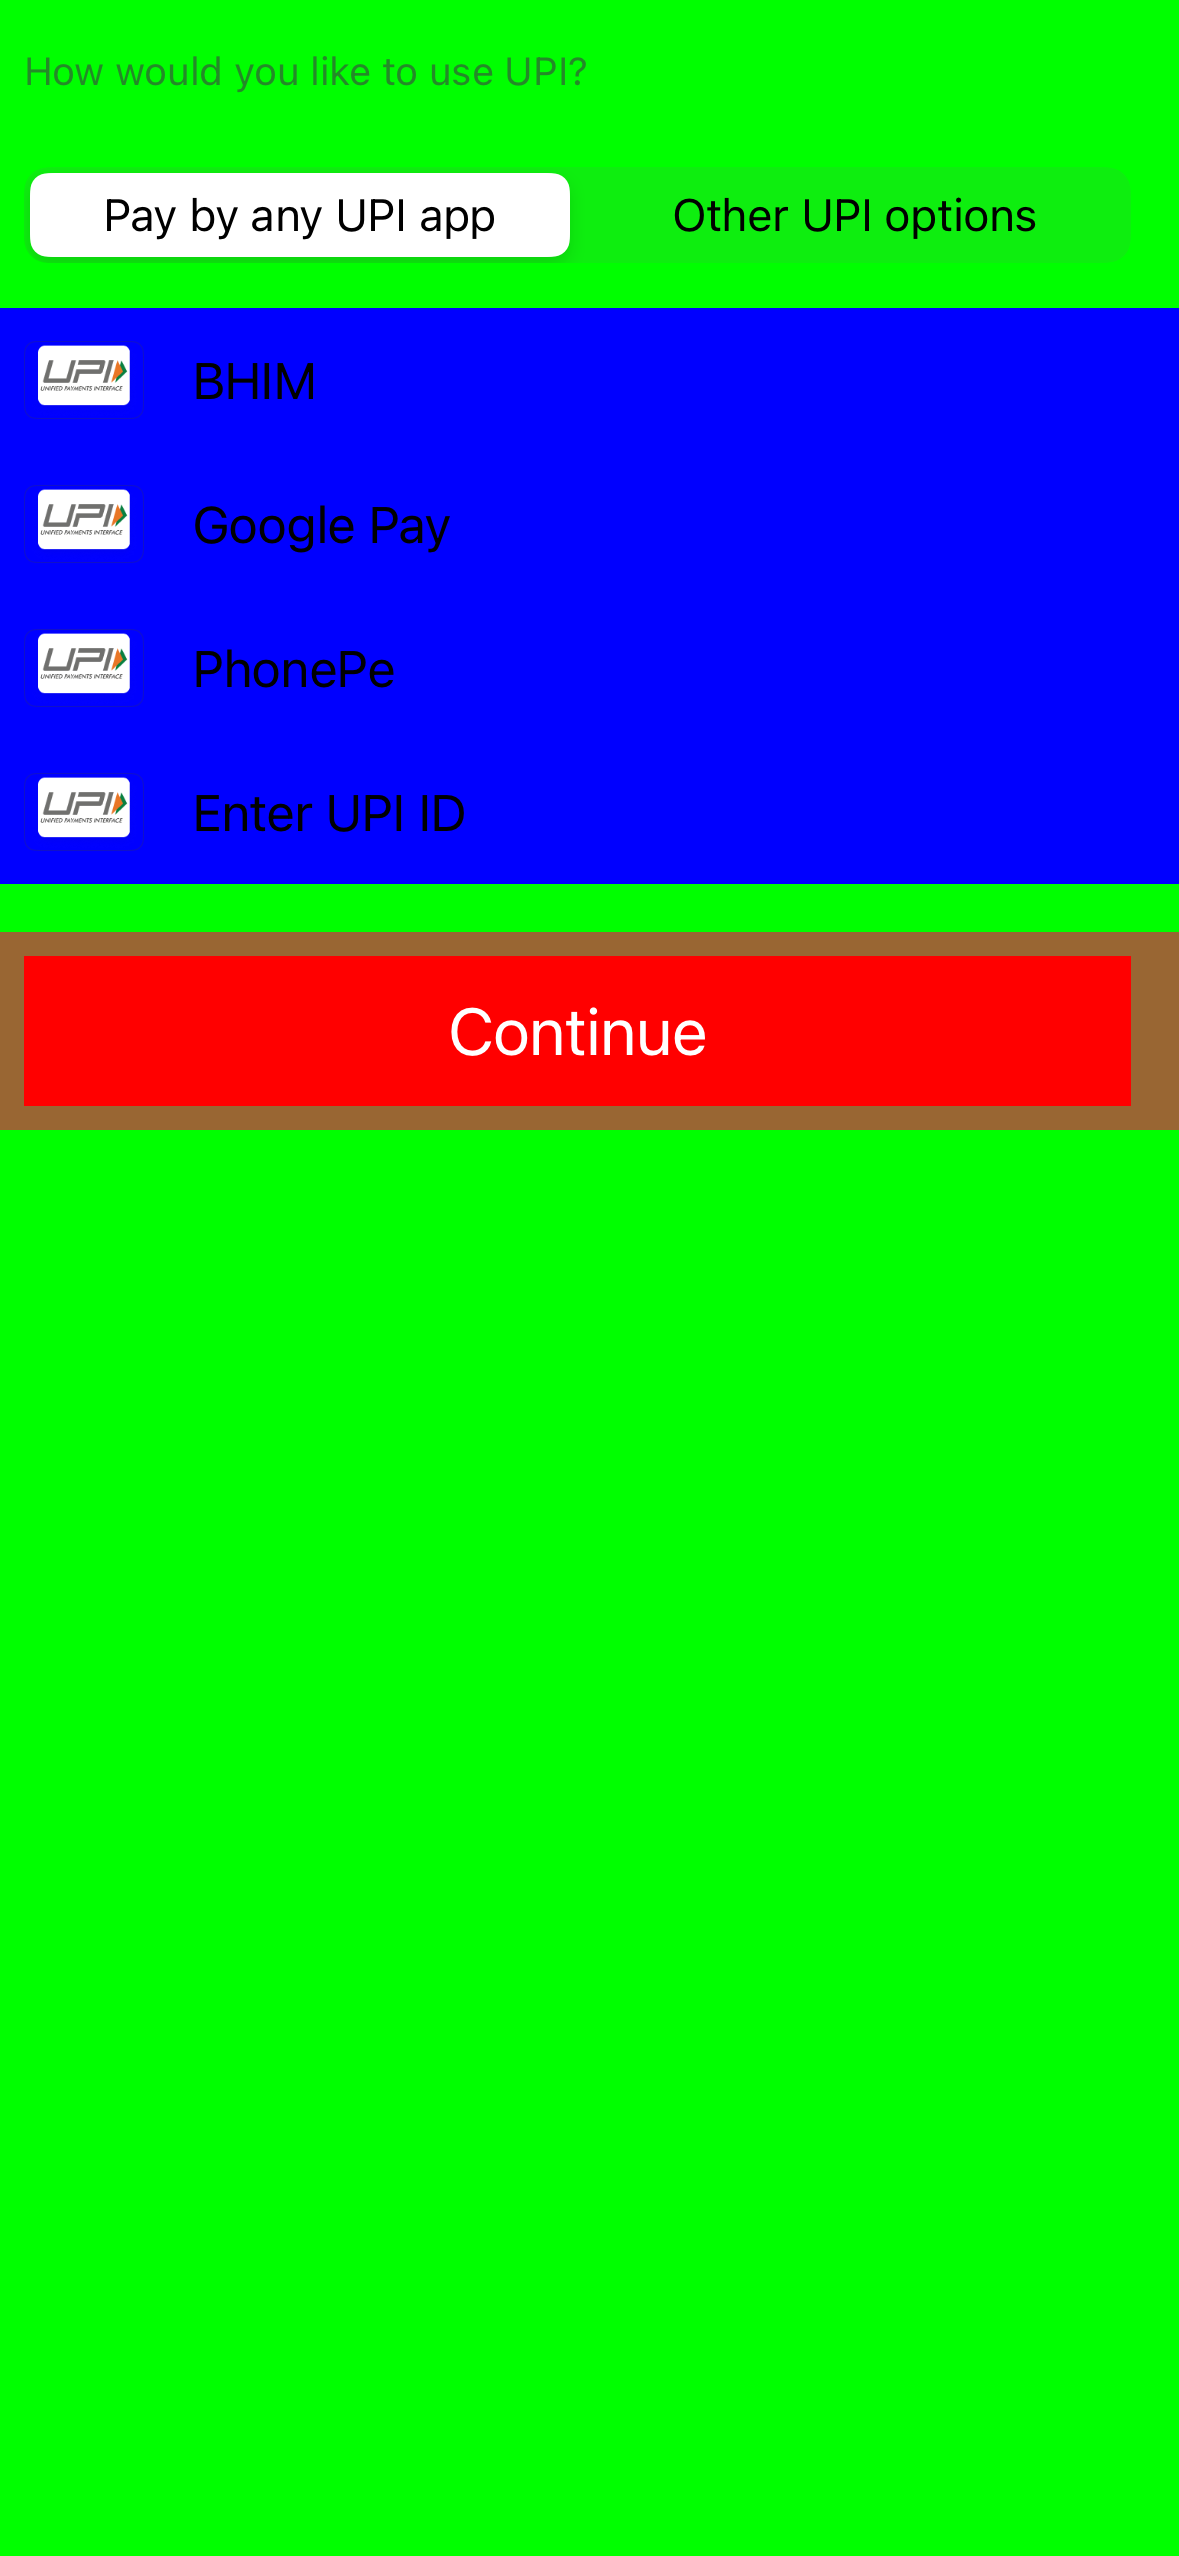 How would you like to use UPI?
Pay by any UPI app
Other UPI options
UPI
UNIFIED PAYMENTS INTERFACE
BHIM
UPI
UNIFIED PAYMENTS INTERFACE
Google Pay
UPI
UNIFIED PAYMENTS INTERFACE
PhonePe
UPI
UNIFIED PAYMENTS INTERFACE
Enter UPI ID
Continue